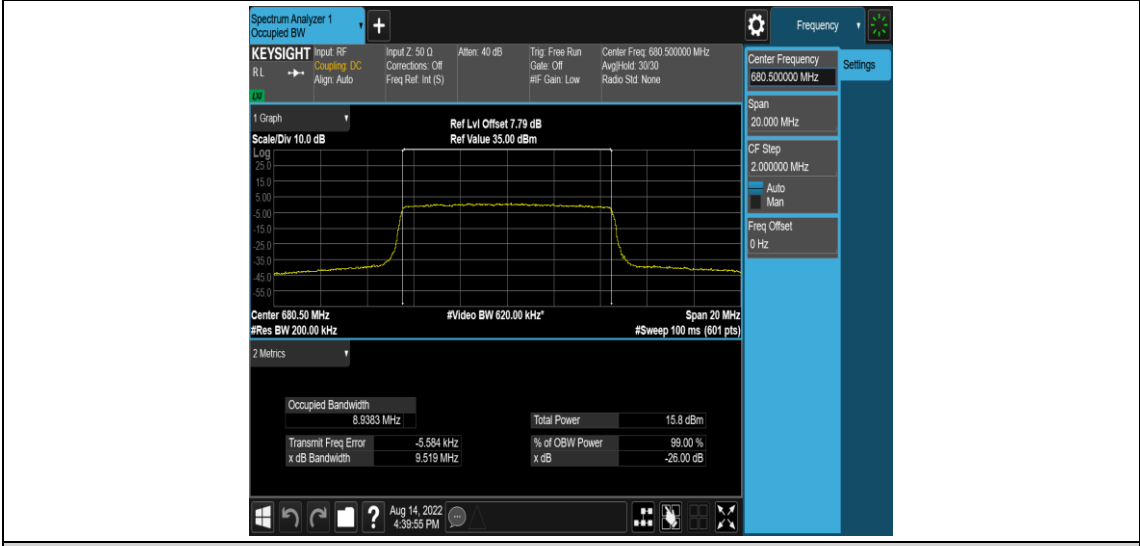 Spectrum Analyzer 1
Occupied BW
Frequency
KEYSIGHT
Input: RF
Coupling: DC
Align: Auto
RL
Input Z: 50 Ω
Corrections: Off
Freq Ref: Int (S)
Atten: 40 dB
Trig: Free Run
Gate: Off
#IF Gain: Low
Center Freq: 680.500000 MHz
Avg|Hold: 30/30
Radio Std: None
Center Frequency
680.500000 MHz
Settings
Span
20.000 MHz
CF Step
2.000000 MHz
Auto
Man
Freq Offset
0 Hz
1 Graph
Scale/Div 10.0 dB
Ref Lvl Offset 7.79 dB
Ref Value 35.00 dBm
Log
25.0
15.0
5.00
-5.00
-15.0
-25.0
-35.0
-45.0
-55.0
Center 680.50 MHz
#Res BW 200.00 kHz
#Video BW 620.00 kHz*
Span 20 MHz
#Sweep 100 ms (601 pts)
2 Metrics
Occupied Bandwidth
8.9383 MHz
Transmit Freq Error -5.584 kHz
x dB Bandwidth 9.519 MHz
Total Power 15.8 dBm
% of OBW Power 99.00 %
x dB -26.00 dB
Aug 14, 2022
4:39:55 PM